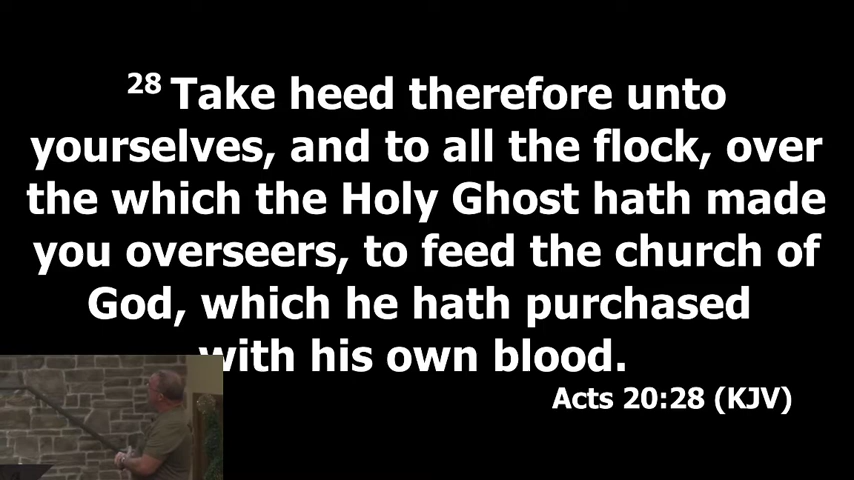 28 Take heed therefore unto
yourselves, and to all the flock, over
the which the Holy Ghost hath made
you overseers, to feed the church of
God, which he hath purchased
with his own blood.
Acts 20:28 (KJV)